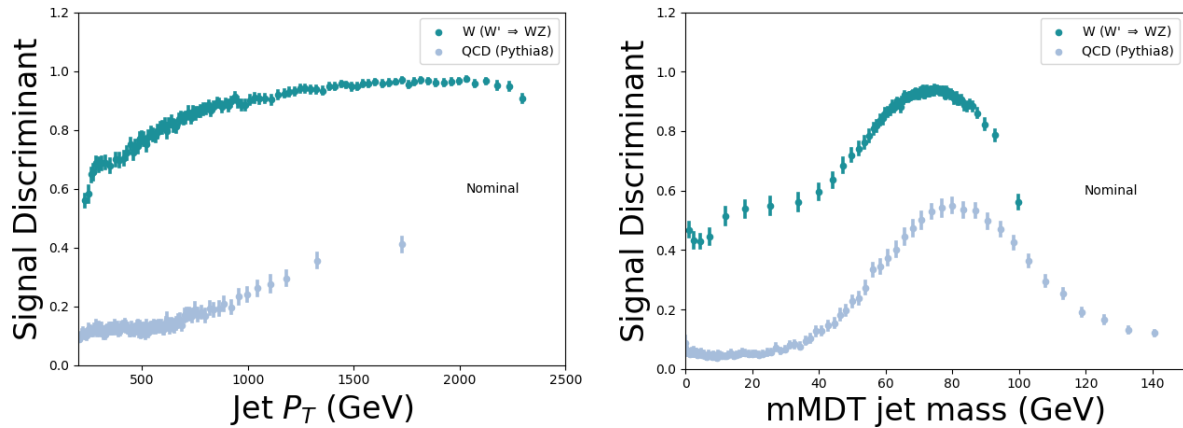 1.2
1.0
0.8
0.6
0.4
0.2
0.0
Signal Discriminant
W (W' ⇒ WZ)
QCD (Pythia8)
Nominal
500
1000
1500
2000
2500
Jet P_T (GeV)
1.2
1.0
0.8
0.6
0.4
0.2
0.0
Signal Discriminant
W (W' ⇒ WZ)
QCD (Pythia8)
Nominal
0
20
40
60
80
100
120
140
mMDT jet mass (GeV)